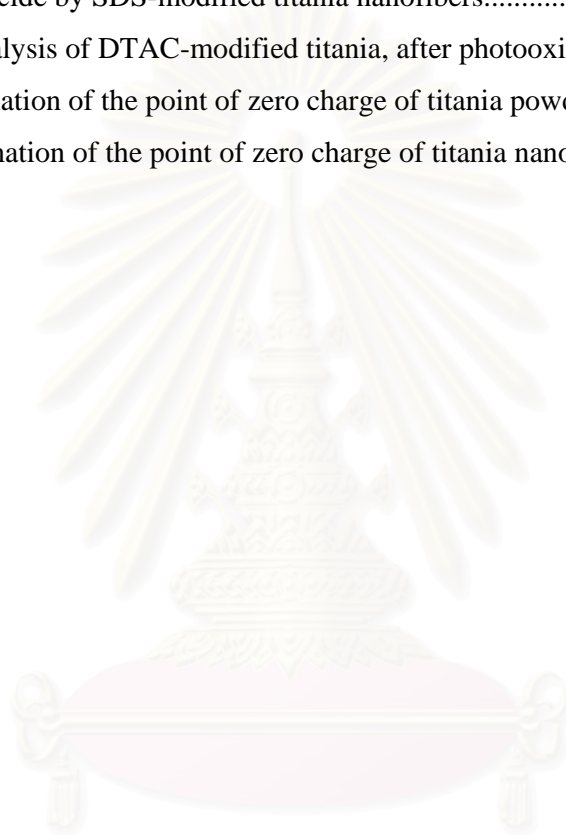 cide by SDS-modified titania nanofibers...........
alysis of DTAC-modified titania, after photooxi
ation of the point of zero charge of titania powd
nation of the point of zero charge of titania nano